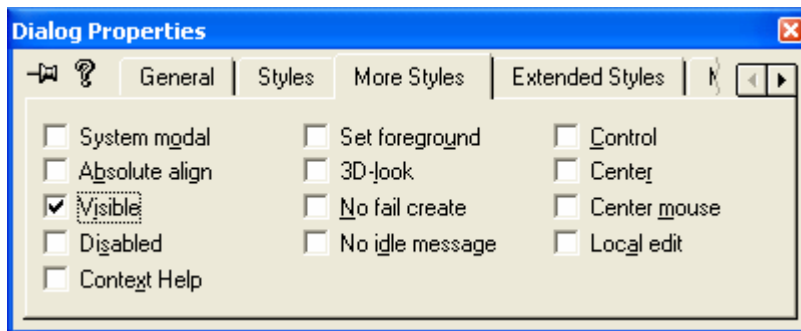 Dialog Properties
? General Styles More Styles Extended Styles
System modal Set foreground Control
Absolute align 3D-look Center
Visible No fail create Center mouse
Disabled No idle message Local edit
Context Help